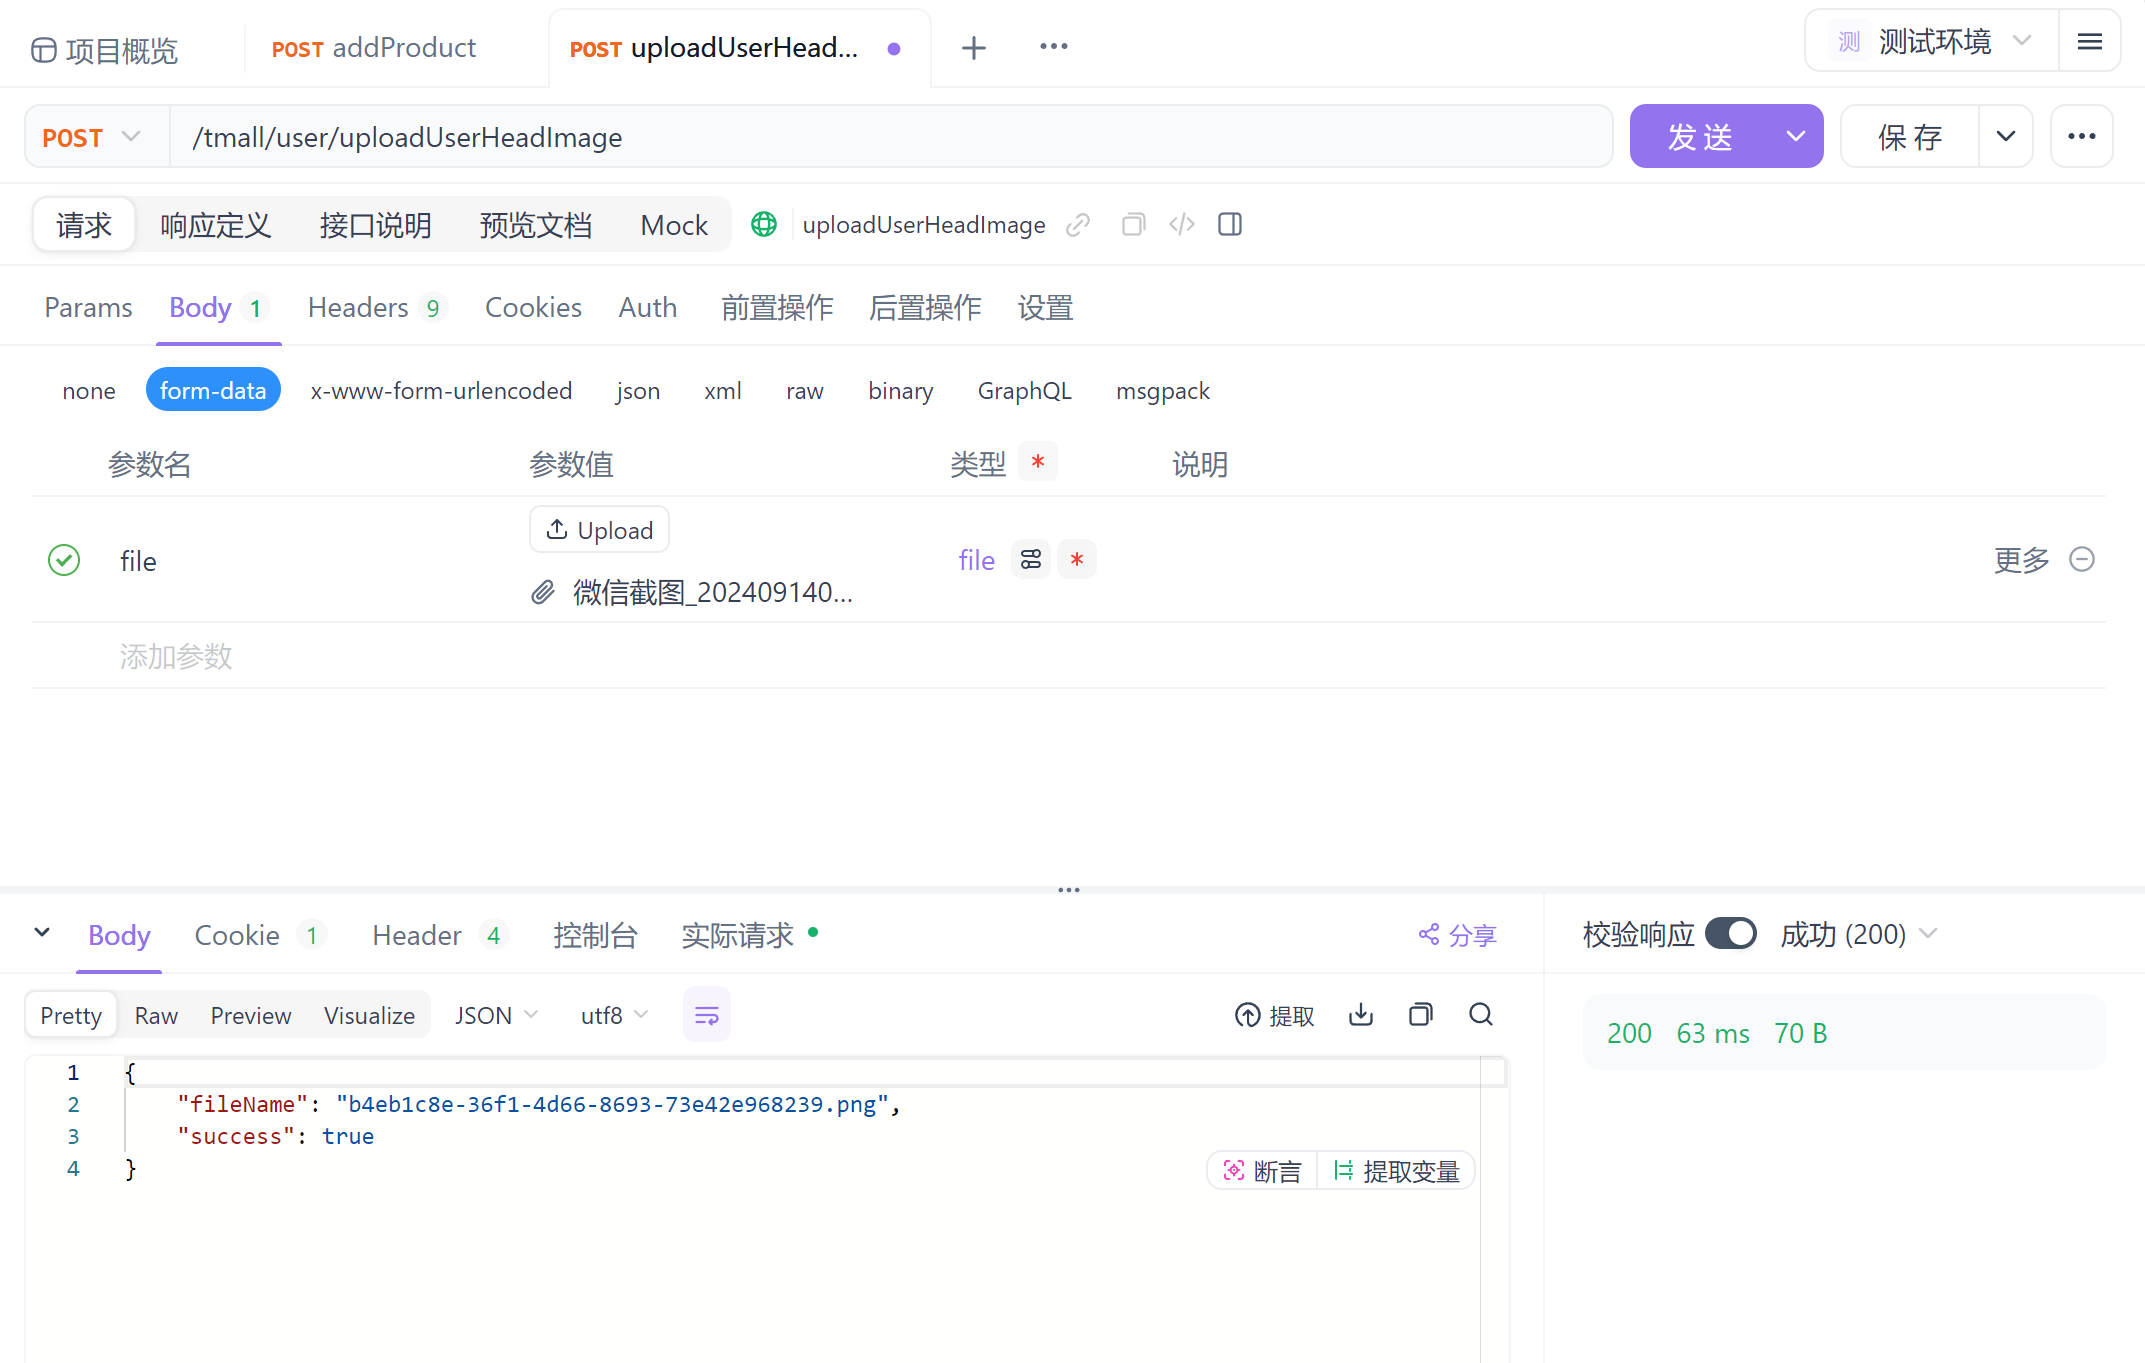 项目概览
POST addProduct
POST uploadUserHead...
测 测试环境
POST
/tmall/user/uploadUserHeadImage
发送
保存
请求 响应定义 接口说明 预览文档 Mock
uploadUserHeadImage
Params Body 1 Headers 9 Cookies Auth 前置操作 后置操作 设置
none form-data x-www-form-urlencoded json xml raw binary GraphQL msgpack
参数名 参数值 类型 * 说明
Upload
file 微信截图_202409140... file * 更多
添加参数
Body Cookie 1 Header 4 控制台 实际请求 分享
校验响应 成功 (200)
Pretty Raw Preview Visualize JSON utf8 提取
200 63 ms 70 B
1 {
2 "fileName": "b4eb1c8e-36f1-4d66-8693-73e42e968239.png",
3 "success": true
4 }
断言 提取变量